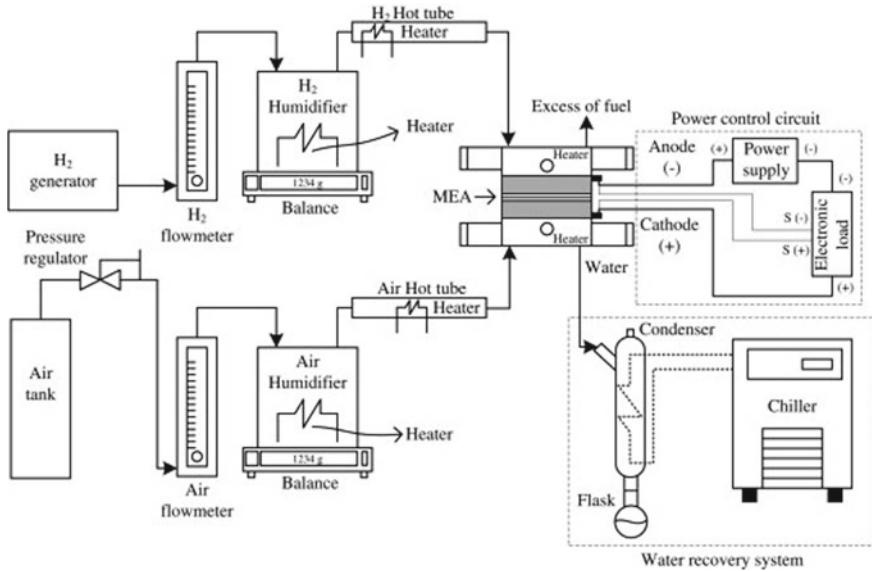 H₂ Hot tube
Heater
H₂
Humidifier
Heater
1234 g
Balance
H₂
generator
H₂
flowmeter
Pressure
regulator
Air
tank
Air Hot tube
Heater
Air
Humidifier
Heater
1234 g
Balance
Air
flowmeter
Excess of fuel
Heater
MEA
Heater
Water
Power control circuit
Anode
(-)
(+)
Power
supply
(-)
(-)
S (-)
S (+)
Electronic
load
Cathode
(+)
(+)
Condenser
Chiller
Flask
Water recovery system